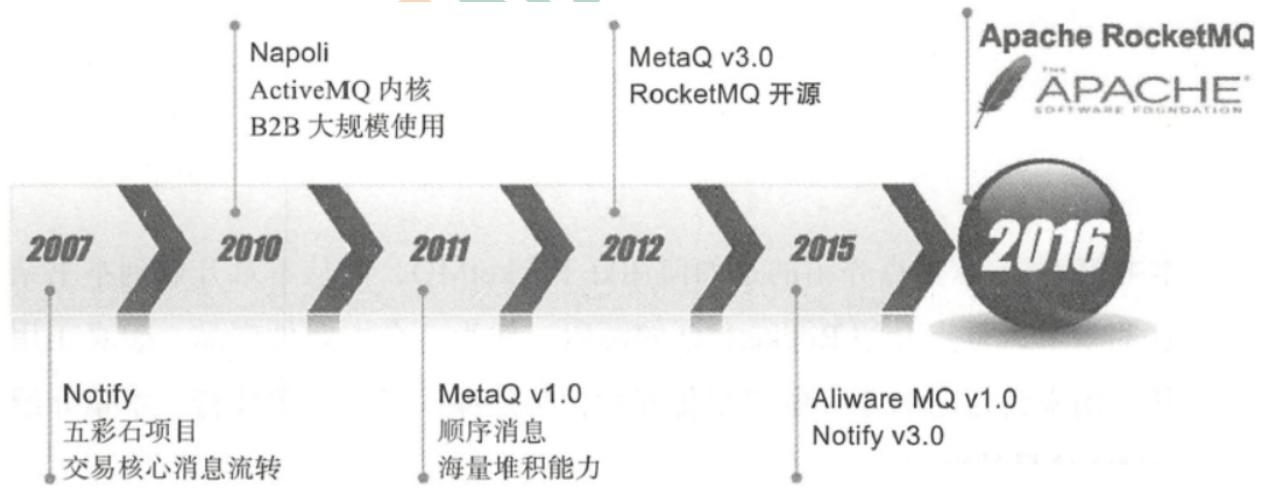 Napoli
ActiveMQ 内核
B2B 大规模使用
MetaQ v3.0
RocketMQ 开源
Apache RocketMQ
THE
APACHE
SOFTWARE FOUNDATION
2007
2010
2011
2012
2015
2016
Notify
五彩石项目
交易核心消息流转
MetaQ v1.0
顺序消息
海量堆积能力
Aliware MQ v1.0
Notify v3.0